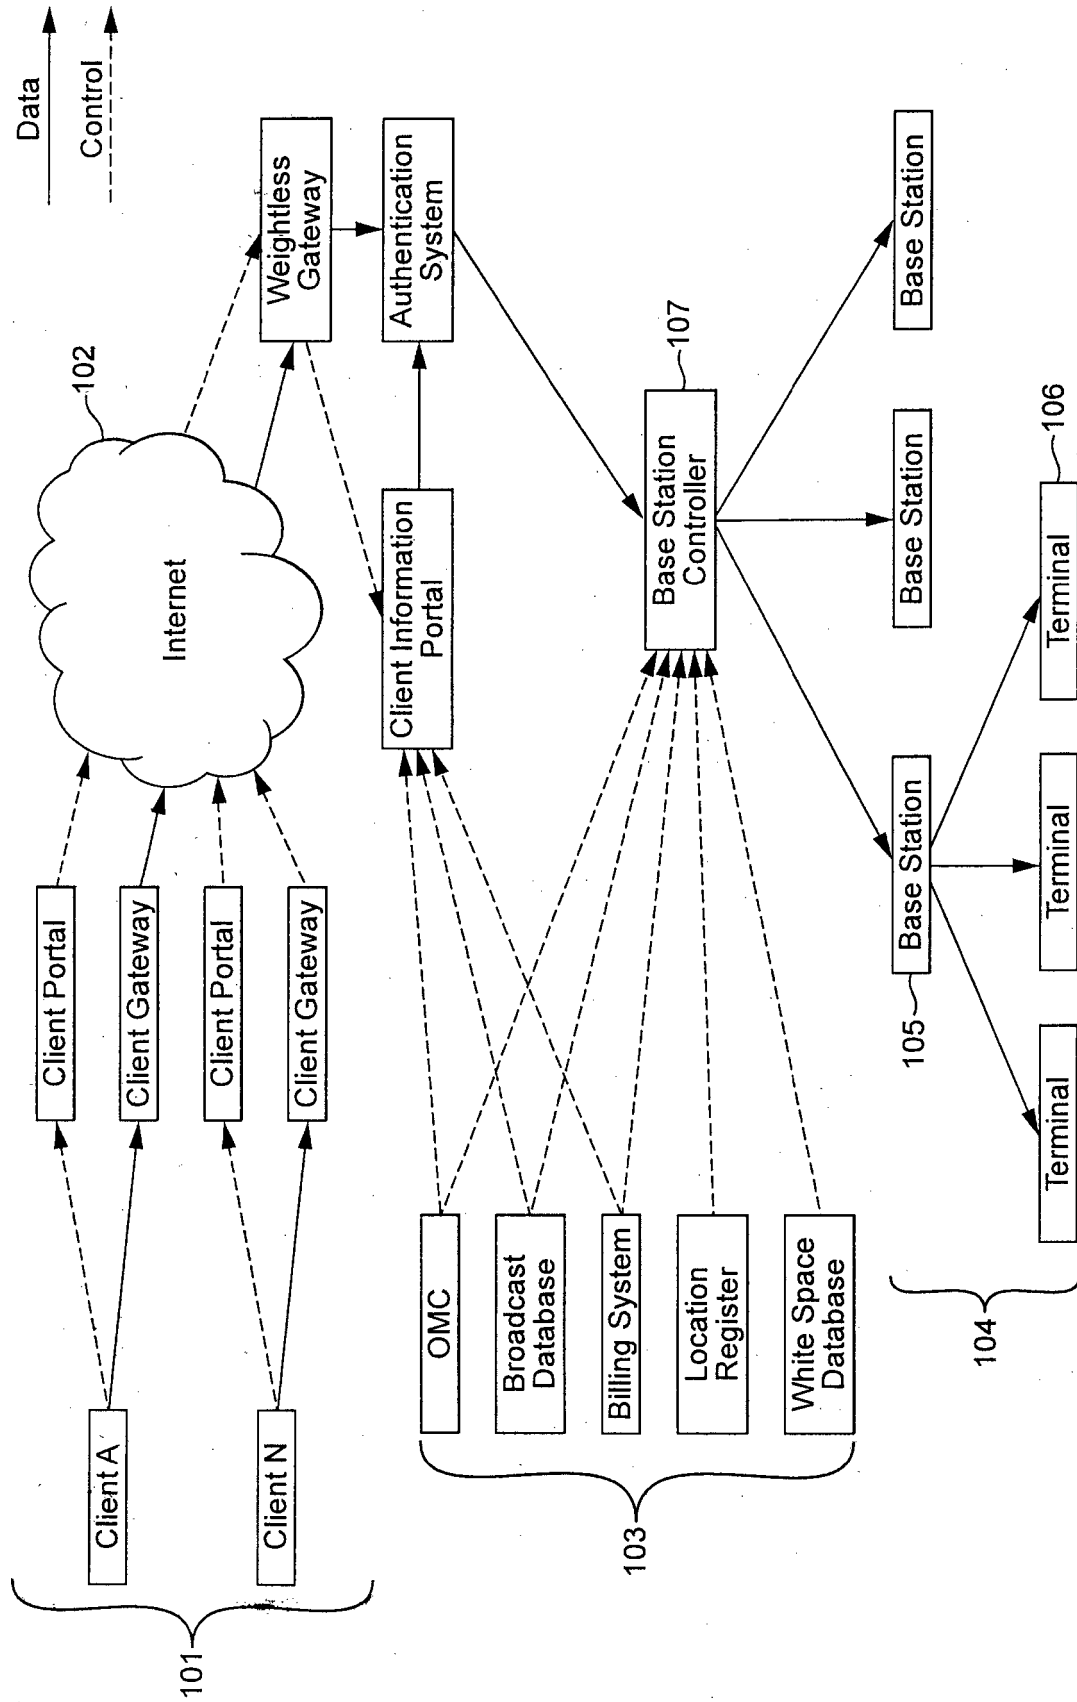 Data
Control
Client A
Client N
101
Client Portal
Client Gateway
Client Portal
Client Gateway
Internet
102
Weightless
Gateway
Client Information
Portal
Authentication
System
OMC
Broadcast
Database
Billing System
Location
Register
White Space
Database
103
Base Station
Controller
107
Base Station
105
Base Station
Base Station
Terminal
Terminal
Terminal
106
104